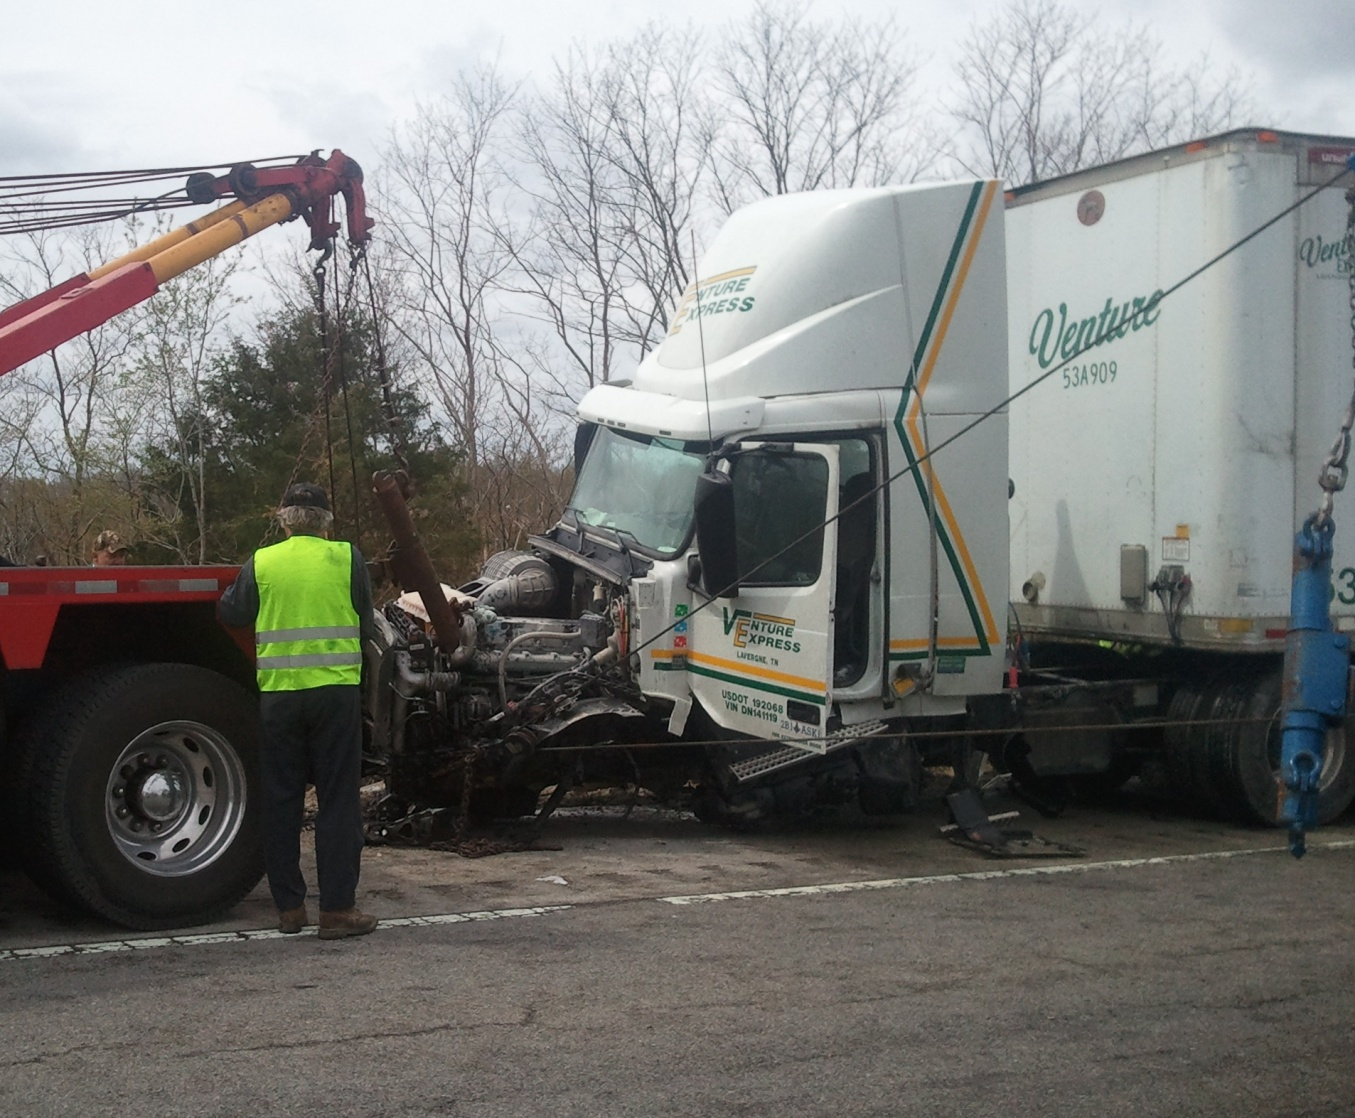 VENTURE
EXPRESS
Venture
53A909
VENTURE
EXPRESS
LAVERGNE, TN
USDOT 192068
VIN DN141119